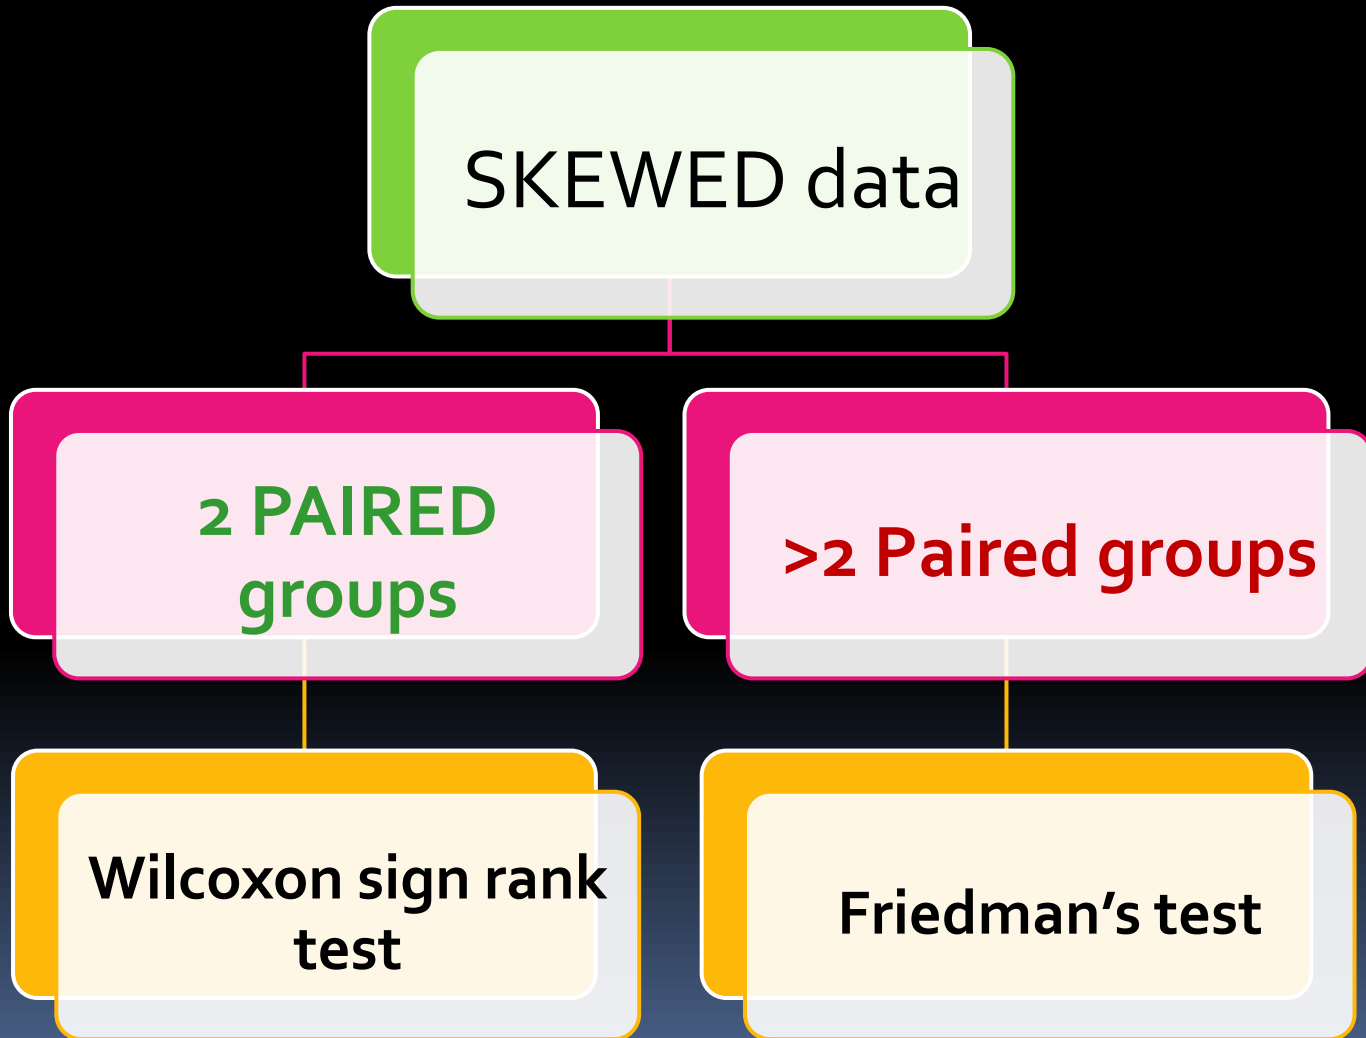 SKEWED data
2 PAIRED
groups
>2 Paired groups
Wilcoxon sign rank
test
Friedman’s test